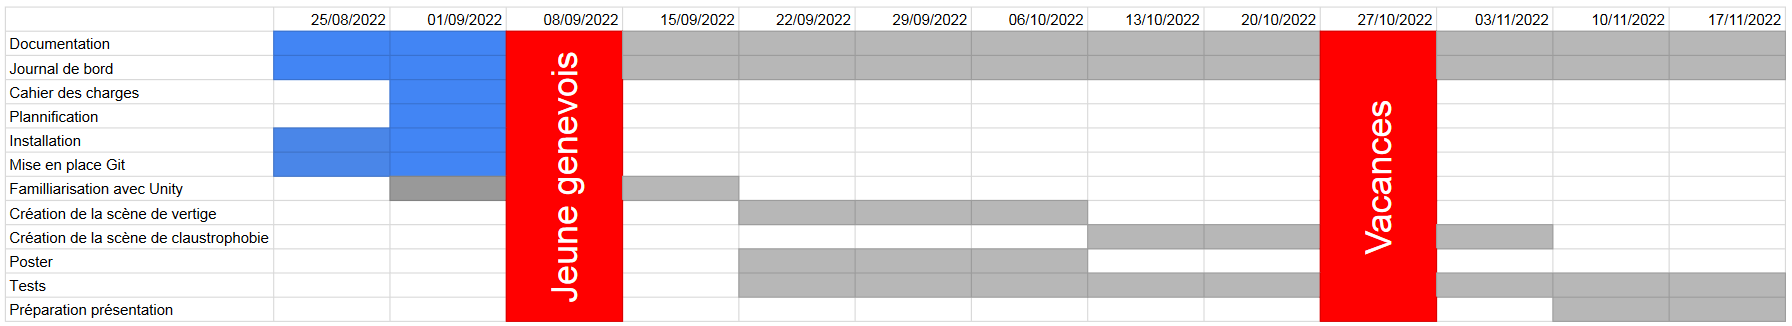 25/08/2022 01/09/2022 08/09/2022 15/09/2022 22/09/2022 29/09/2022 06/10/2022 13/10/2022 20/10/2022 27/10/2022 03/11/2022 10/11/2022 17/11/2022
Documentation
Journal de bord
Cahier des charges
Plannification
Installation
Mise en place Git
Familliarisation avec Unity
Création de la scène de vertige
Création de la scène de claustrophobie
Poster
Tests
Préparation présentation
Jeune genevois
Vacances